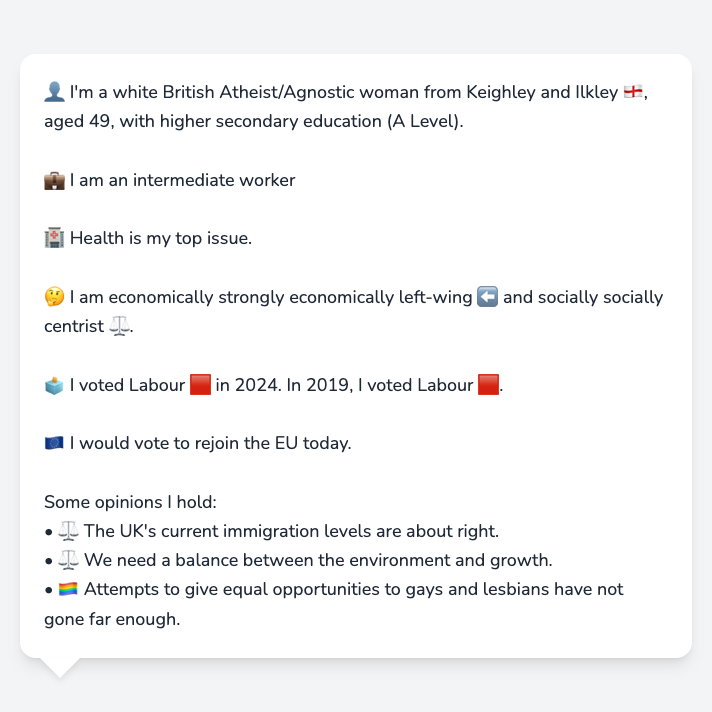 👤 I'm a white British Atheist/Agnostic woman from Keighley and Ilkley 🏴󠁧󠁢󠁥󠁮󠁧󠁿,
aged 49, with higher secondary education (A Level).
💼 I am an intermediate worker
🏥 Health is my top issue.
🤔 I am economically strongly economically left-wing ⬅️ and socially socially
centrist ⚖️.
🗳️ I voted Labour 🟥 in 2024. In 2019, I voted Labour 🟥.
🇪🇺 I would vote to rejoin the EU today.
Some opinions I hold:
• ⚖️ The UK's current immigration levels are about right.
• ⚖️ We need a balance between the environment and growth.
• 🏳️‍🌈 Attempts to give equal opportunities to gays and lesbians have not
gone far enough.